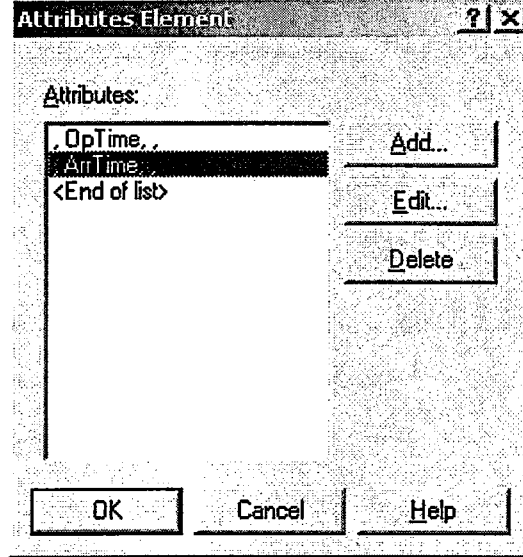 Attributes Element
Attributes:
, OpTime, ,
, ArrTime, ,
<End of list>
Add...
Edit...
Delete
OK
Cancel
Help